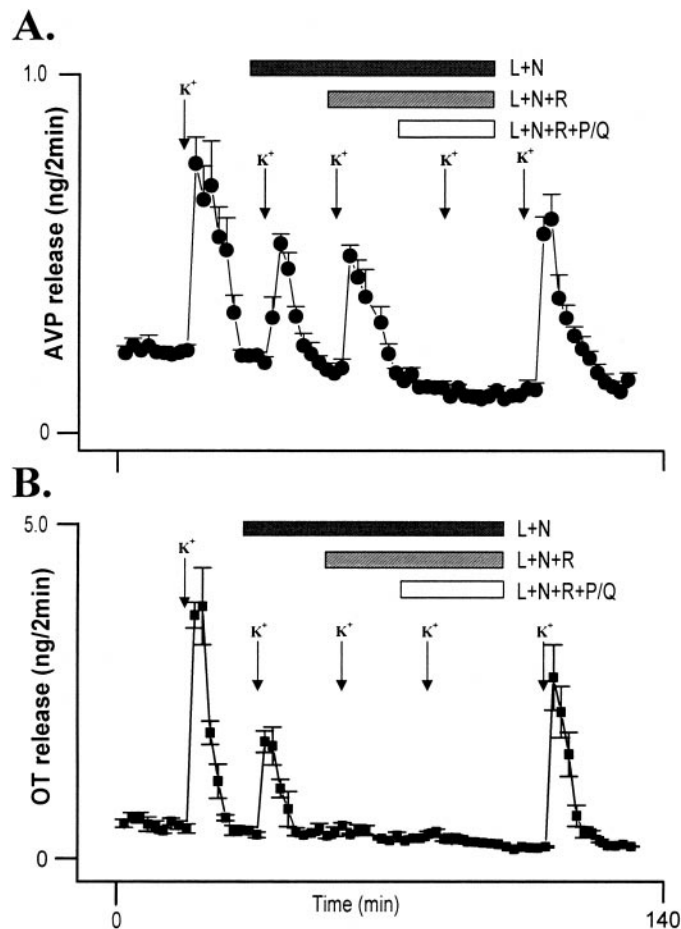 A.
1.0
AVP release (ng/2min)
0
K+
K+
K+
K+
K+
L+N
L+N+R
L+N+R+P/Q
B.
5.0
OT release (ng/2min)
0
K+
K+
K+
K+
K+
L+N
L+N+R
L+N+R+P/Q
0
Time (min)
140